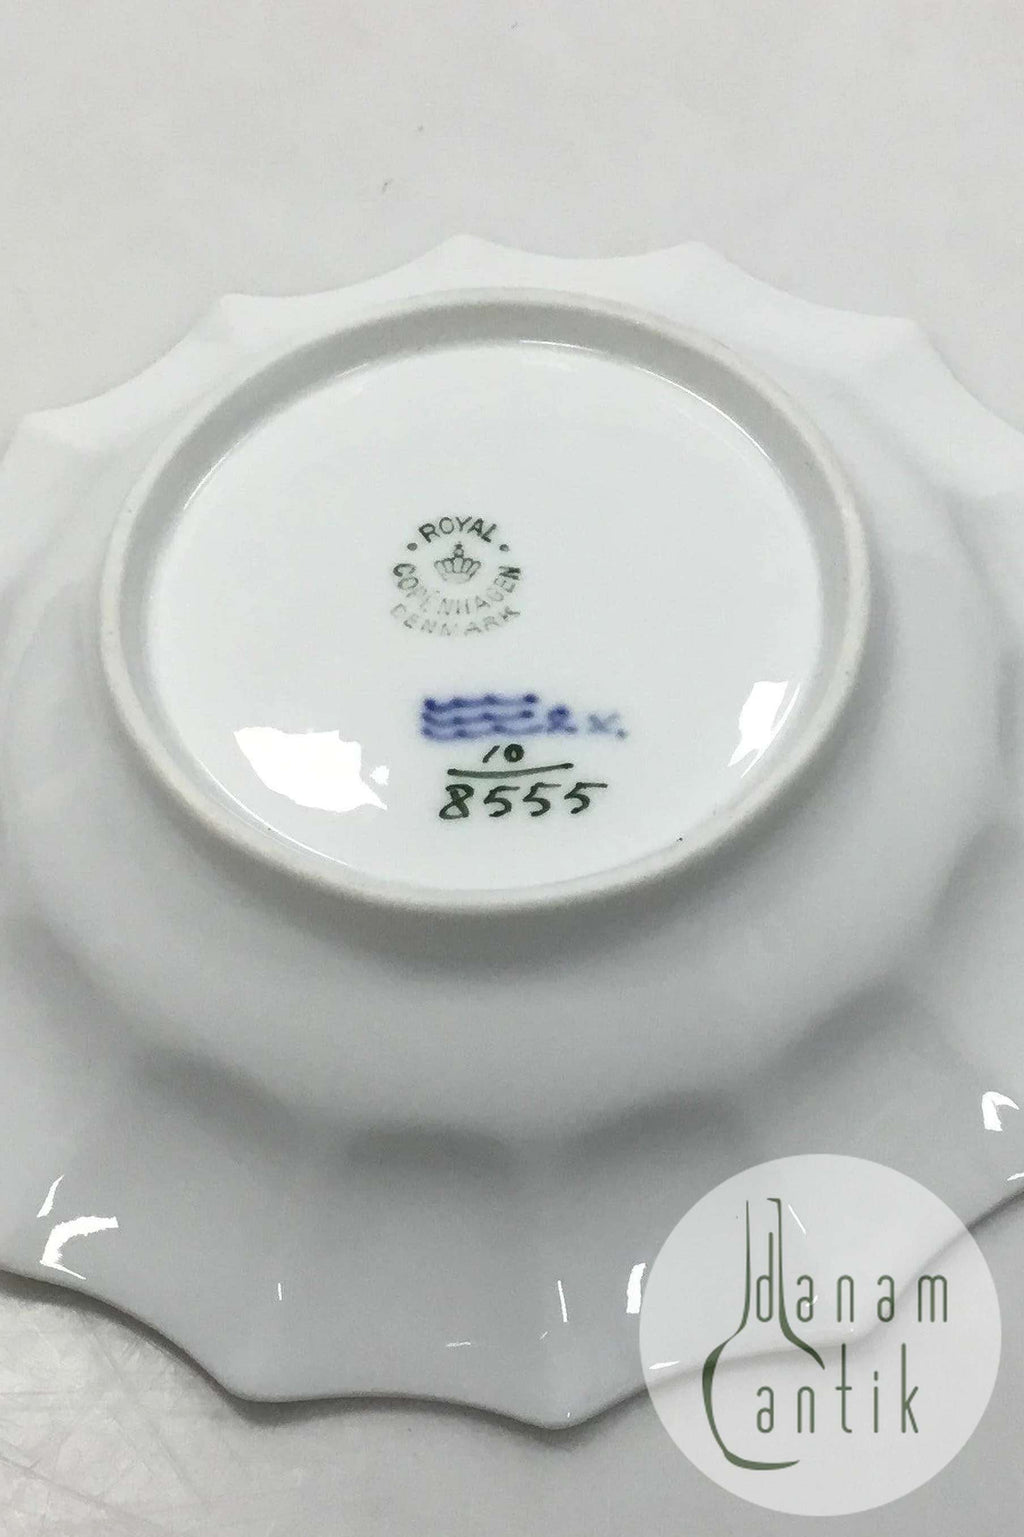 ROYAL
COPENHAGEN
DENMARK
x.
10
8555
danam
antik